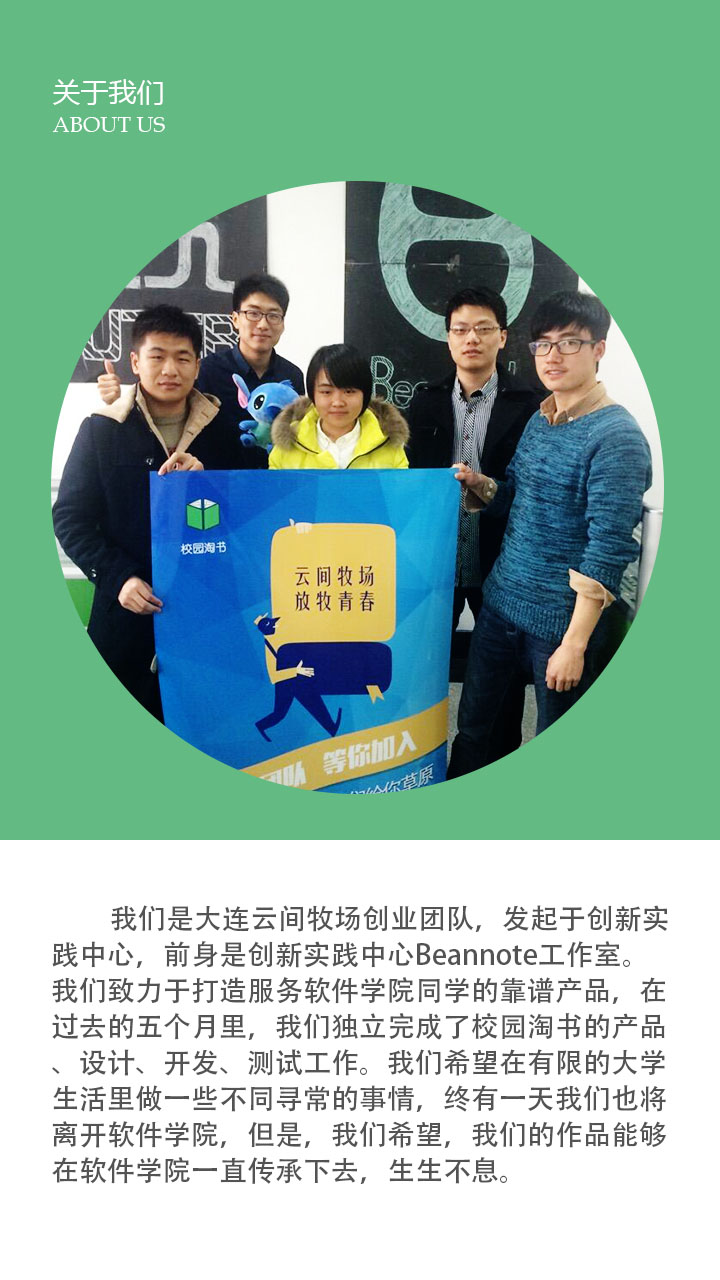 关于我们
ABOUT US
Bea
校园淘书
云间牧场
放牧青春
团队 等你加入
们给你草原
我们是大连云间牧场创业团队，发起于创新实
践中心，前身是创新实践中心Beannote工作室。
我们致力于打造服务软件学院同学的靠谱产品，在
过去的五个月里，我们独立完成了校园淘书的产品
、设计、开发、测试工作。我们希望在有限的大学
生活里做一些不同寻常的事情，终有一天我们也将
离开软件学院，但是，我们希望，我们的作品能够
在软件学院一直传承下去，生生不息。